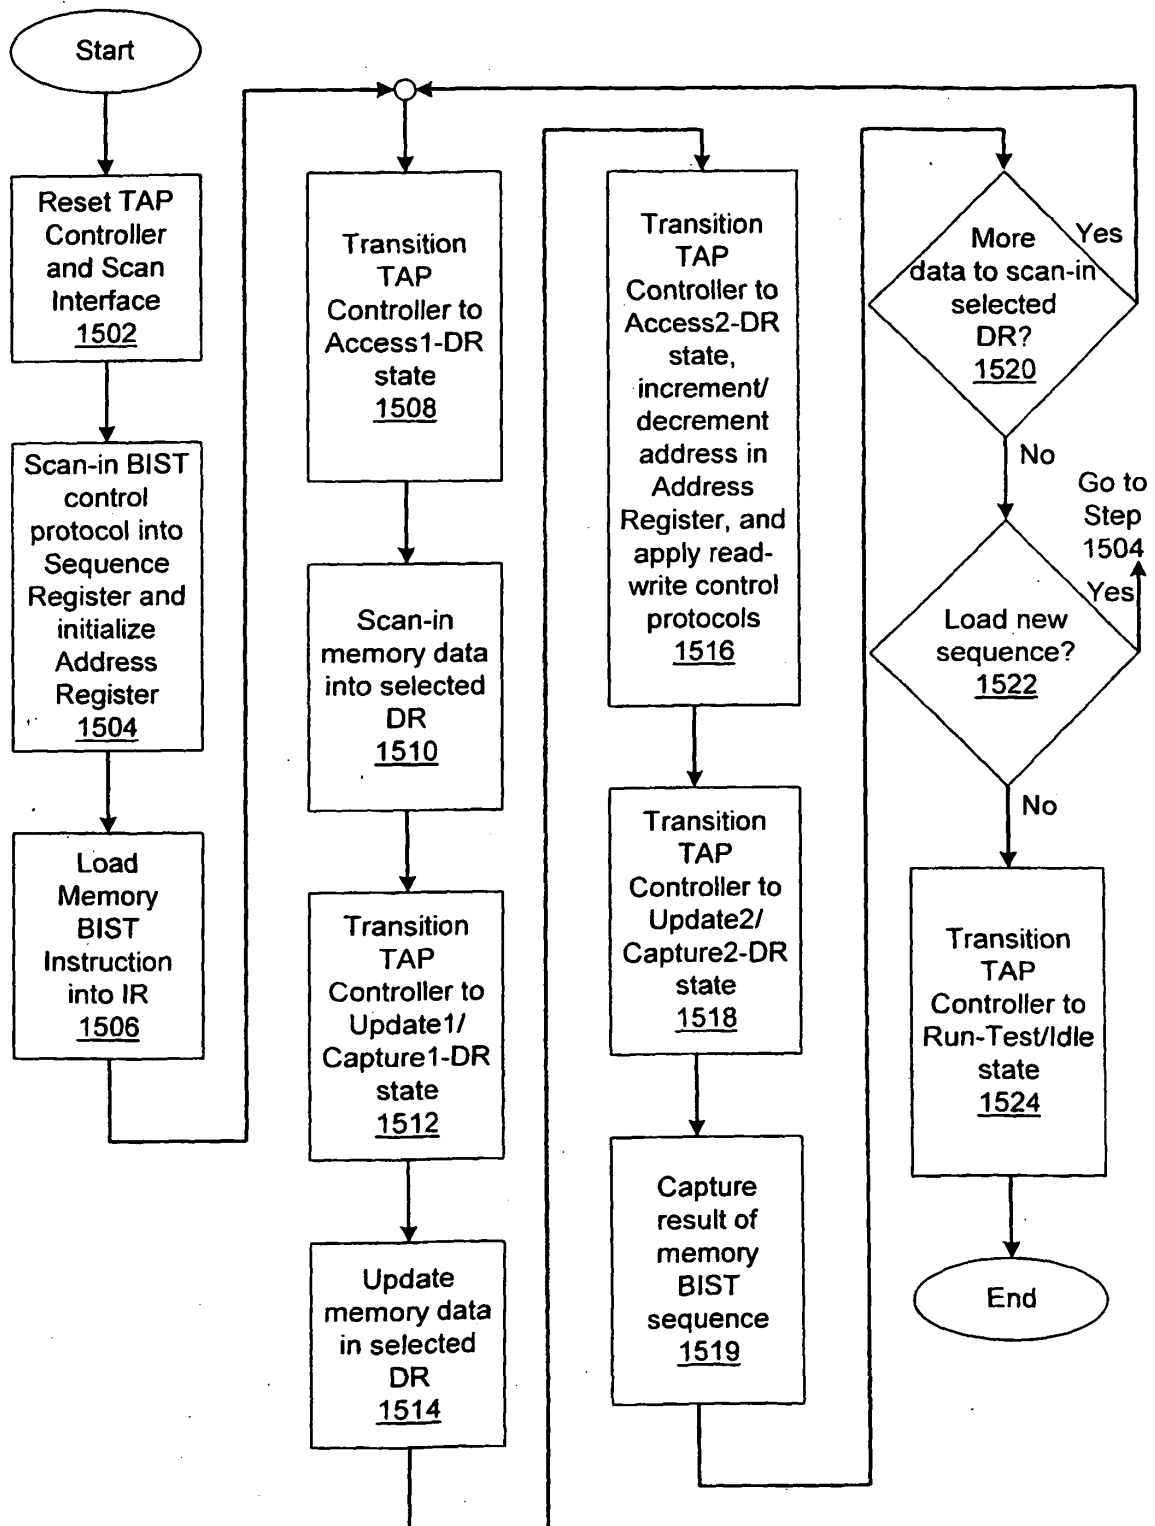 Start
Reset TAP
Controller
and Scan
Interface
1502
Scan-in BIST
control
protocol into
Sequence
Register and
initialize
Address
Register
1504
Load
Memory
BIST
Instruction
into IR
1506
Transition
TAP
Controller to
Access1-DR
state
1508
Scan-in
memory data
into selected
DR
1510
Transition
TAP
Controller to
Update1/
Capture1-DR
state
1512
Update
memory data
in selected
DR
1514
Transition
TAP
Controller to
Access2-DR
state,
increment/
decrement
address in
Address
Register, and
apply read-
write control
protocols
1516
Transition
TAP
Controller to
Update2/
Capture2-DR
state
1518
Capture
result of
memory
BIST
sequence
1519
More
data to scan-in
selected
DR?
1520
Yes
No
Go to
Step
1504
Yes
Load new
sequence?
1522
No
Transition
TAP
Controller to
Run-Test/Idle
state
1524
End